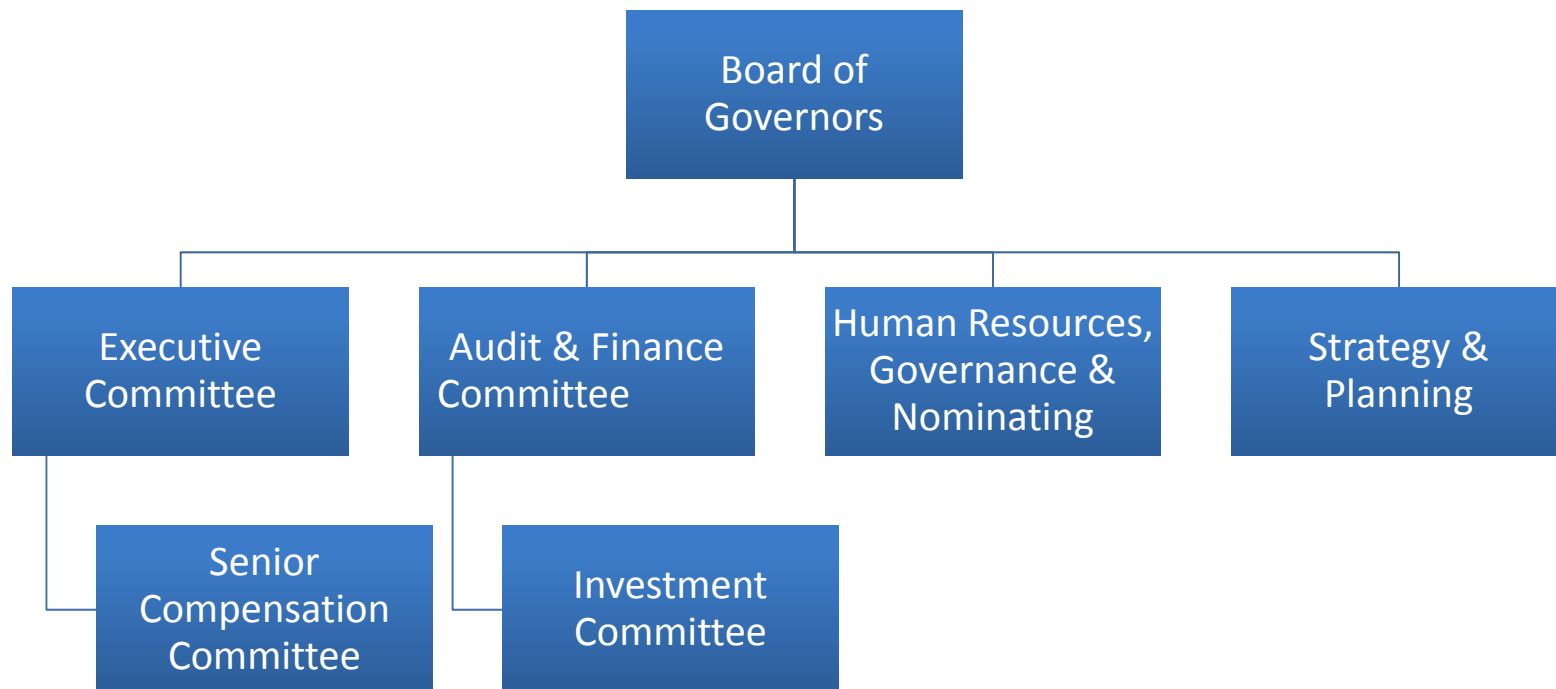 Board of
Governors
Executive
Committee
Audit & Finance
Committee
Human Resources,
Governance &
Nominating
Strategy &
Planning
Senior
Compensation
Committee
Investment
Committee